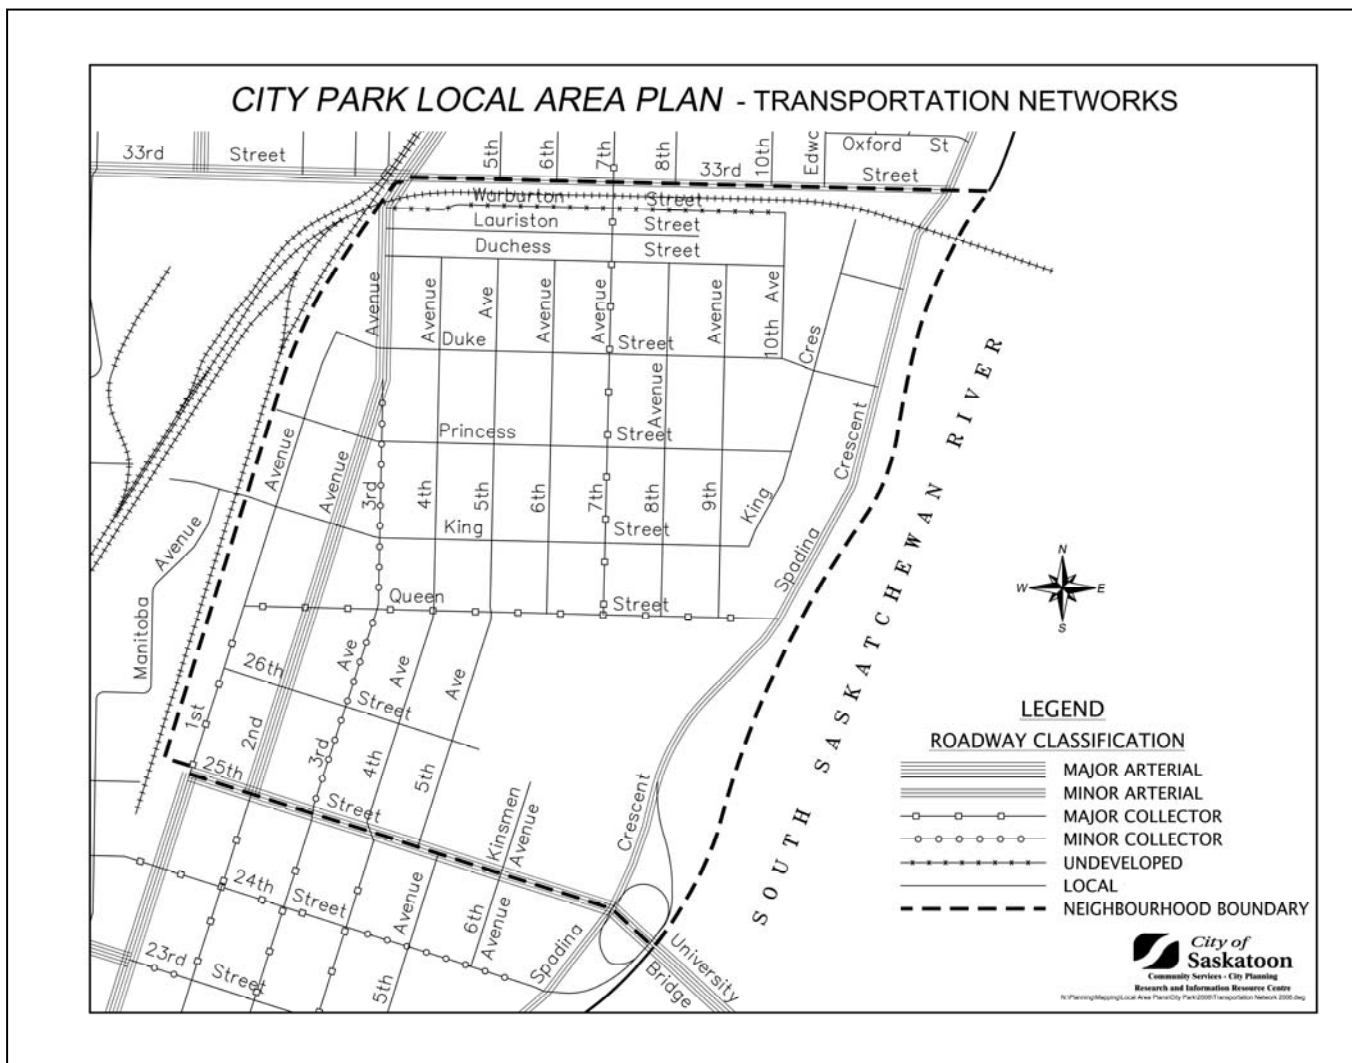 CITY PARK LOCAL AREA PLAN - TRANSPORTATION NETWORKS
33rd Street
5th
6th
7th
8th
33rd
10th
Edwc
Oxford St
Street
Warburton Street
Lauriston Street
Duchess Street
Avenue
Avenue
Ave
Avenue
Avenue
Avenue
10th Ave
Duke Street
Cres
Avenue
Princess Street
Crescent
Avenue
Avenue
3rd
4th
5th
6th
7th
8th
9th
King
King Street
Avenue
Manitoba
Spadina
Queen Street
26th Street
Ave
Ave
Ave
1st
2nd
3rd
4th
5th
25th Street
Kinsmen
Avenue
Crescent
24th Street
Avenue
6th
Avenue
5th
23rd Street
Spadina
University
Bridge
SOUTH SASKATCHEWAN RIVER
N
W E
S
LEGEND
ROADWAY CLASSIFICATION
MAJOR ARTERIAL
MINOR ARTERIAL
MAJOR COLLECTOR
MINOR COLLECTOR
UNDEVELOPED
LOCAL
NEIGHBOURHOOD BOUNDARY
City of
Saskatoon
Community Services - City Planning
Research and Information Resource Centre